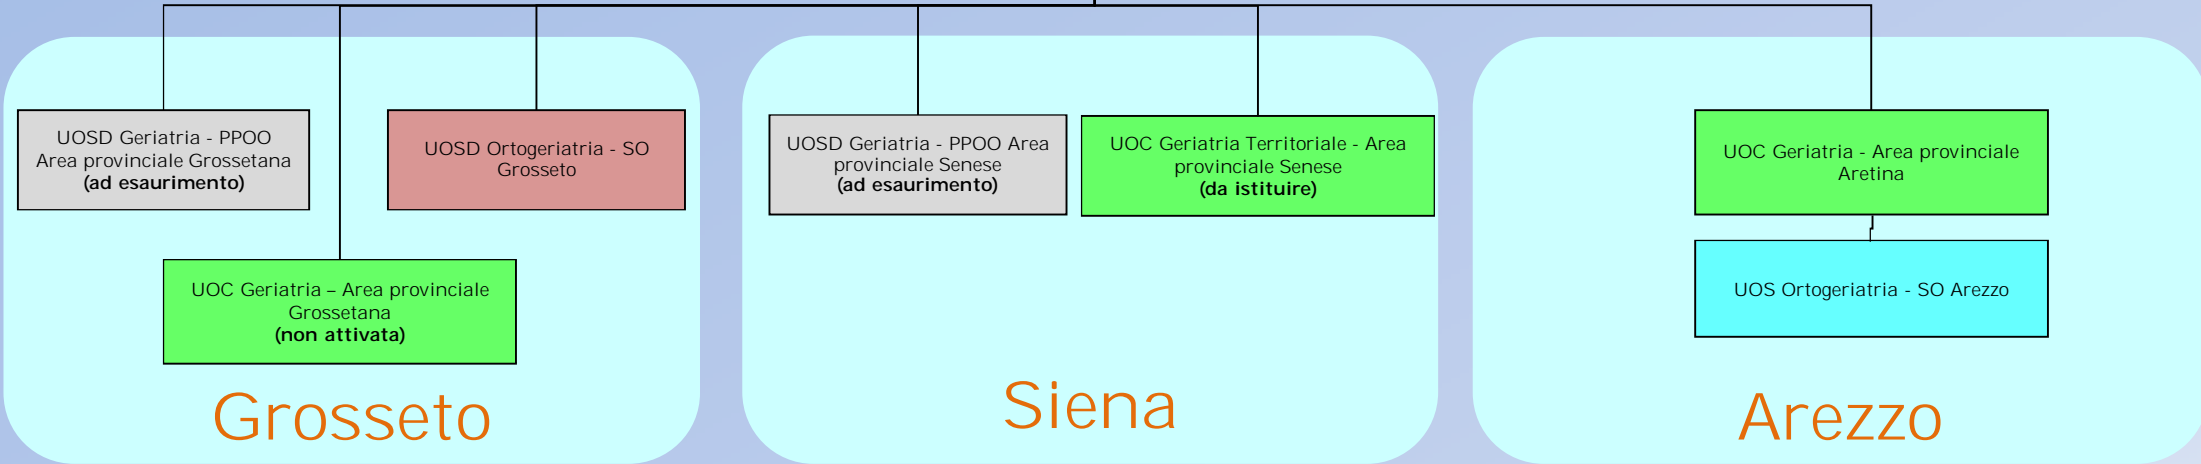 UOSD Geriatria - PPOO
Area provinciale Grossetana
(ad esaurimento)
UOSD Ortogeriatria - SO
Grosseto
UOC Geriatria – Area provinciale
Grossetana
(non attivata)
Grosseto
UOSD Geriatria - PPOO Area
provinciale Senese
(ad esaurimento)
UOC Geriatria Territoriale - Area
provinciale Senese
(da istituire)
Siena
UOC Geriatria - Area provinciale
Aretina
UOS Ortogeriatria - SO Arezzo
Arezzo